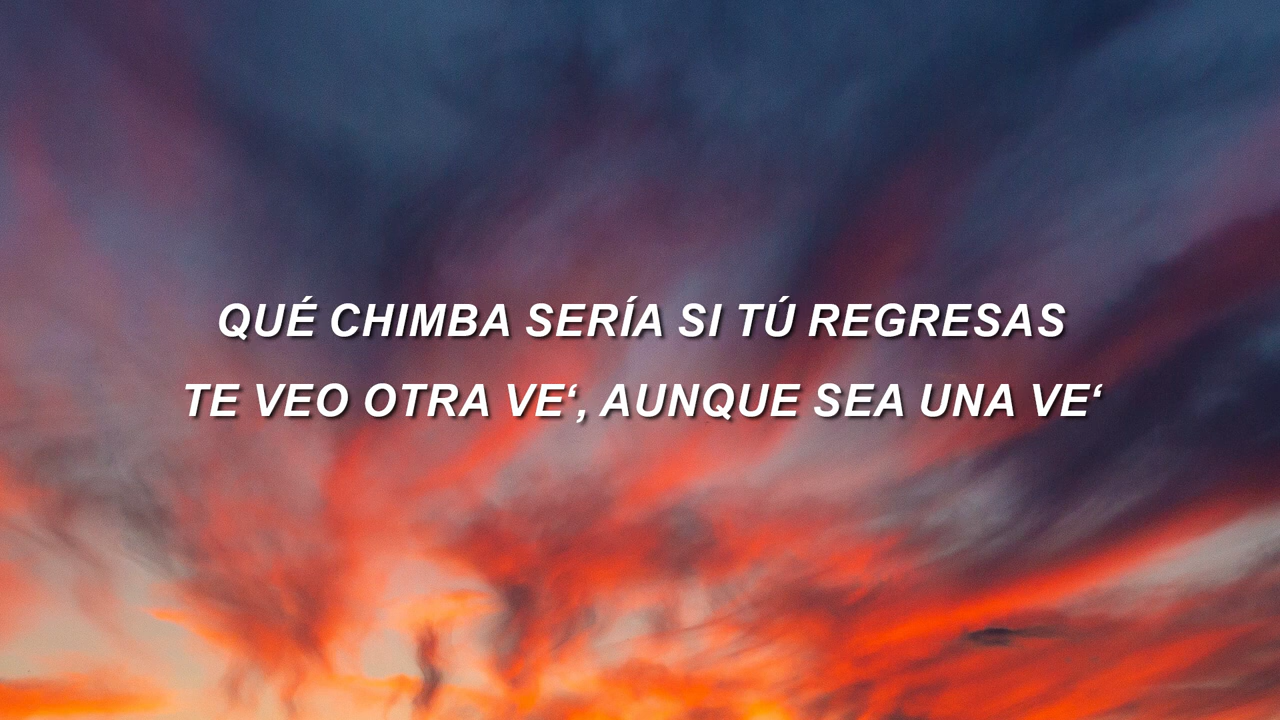 QUÉ CHIMBA SERÍA SI TÚ REGRESAS
TE VEO OTRA VE‘, AUNQUE SEA UNA VE‘